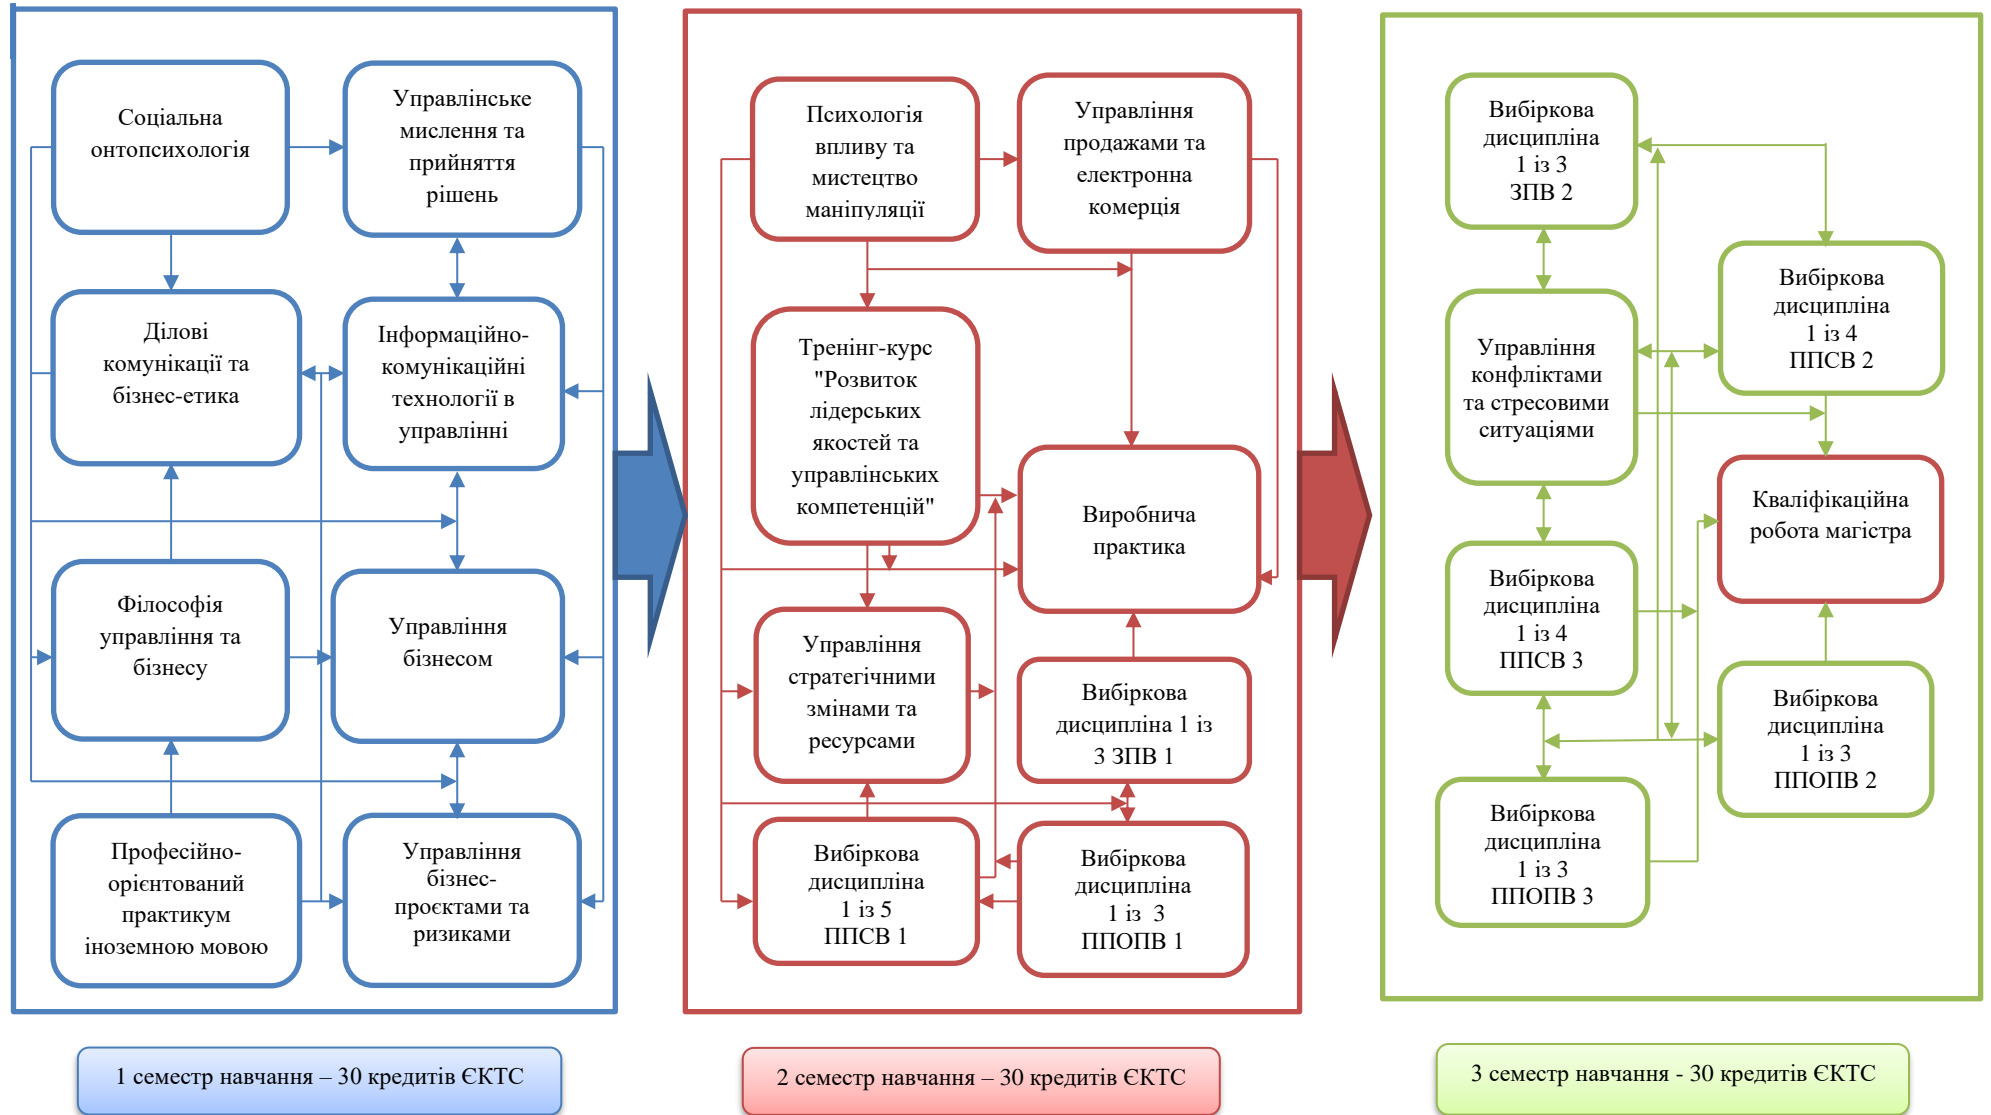 Соціальна
онтопсихологія
Управлінське
мислення та
прийняття
рішень
Ділові
комунікації та
бізнес-етика
Інформаційно-
комунікаційні
технології в
управлінні
Філософія
управління та
бізнесу
Управління
бізнесом
Професійно-
орієнтований
практикум
іноземною мовою
Управління
бізнес-
проєктами та
ризиками
1 семестр навчання – 30 кредитів ЄКТС
Психологія
впливу та
мистецтво
маніпуляції
Управління
продажами та
електронна
комерція
Тренінг-курс
"Розвиток
лідерських
якостей та
управлінських
компетенцій"
Виробнича
практика
Управління
стратегічними
змінами та
ресурсами
Вибіркова
дисципліна 1 із
3 ЗПВ 1
Вибіркова
дисципліна
1 із 5
ППСВ 1
Вибіркова
дисципліна
1 із 3
ППОПВ 1
2 семестр навчання – 30 кредитів ЄКТС
Вибіркова
дисципліна
1 із 3
ЗПВ 2
Вибіркова
дисципліна
1 із 4
ППСВ 2
Управління
конфліктами
та стресовими
ситуаціями
Кваліфікаційна
робота магістра
Вибіркова
дисципліна
1 із 4
ППСВ 3
Вибіркова
дисципліна
1 із 3
ППОПВ 2
Вибіркова
дисципліна
1 із 3
ППОПВ 3
3 семестр навчання - 30 кредитів ЄКТС